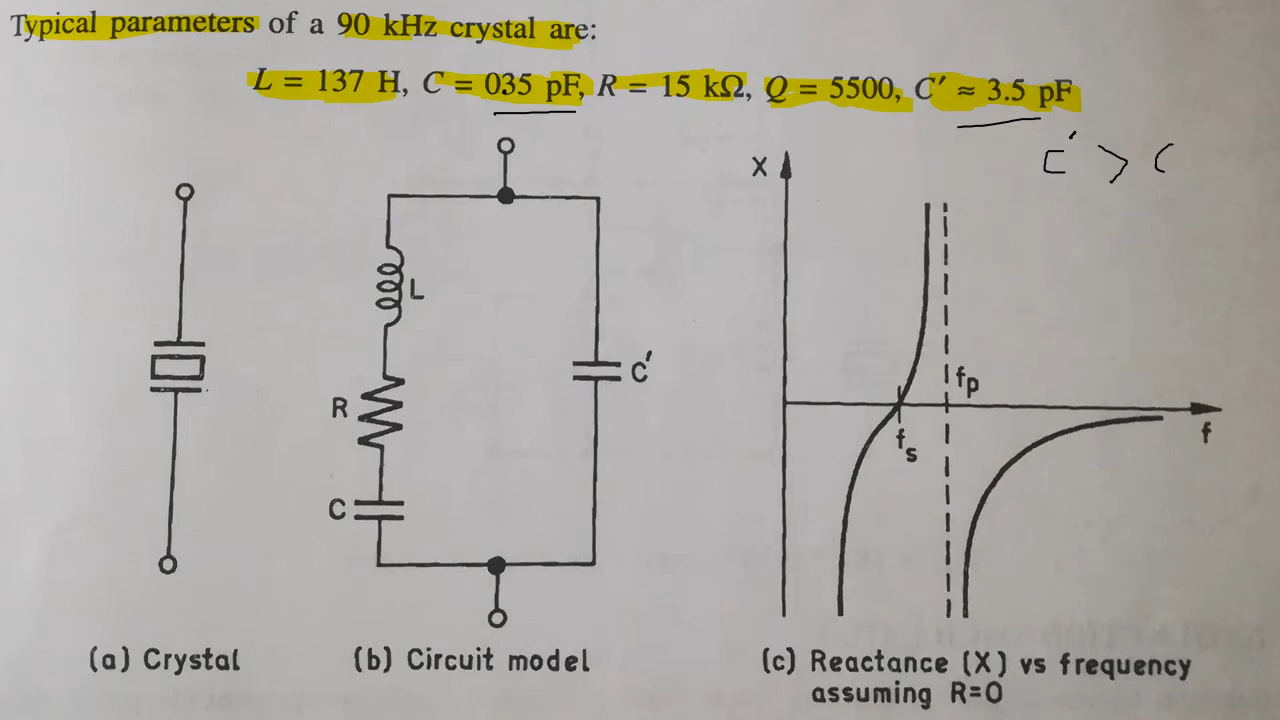 Typical parameters of a 90 kHz crystal are:
L = 137 H, C = 035 pF, R = 15 kΩ, Q = 5500, C′ ≈ 3.5 pF
C' > C
X
L
R
C
C'
fp
fs
f
(a) Crystal
(b) Circuit model
(c) Reactance (X) vs frequency
assuming R=0